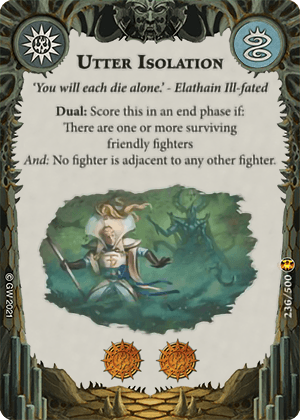 UTTER ISOLATION
'You will each die alone.' - Elathain Ill-fated
Dual: Score this in an end phase if:
There are one or more surviving
friendly fighters
And: No fighter is adjacent to any other fighter.
© GW 2021
236/500